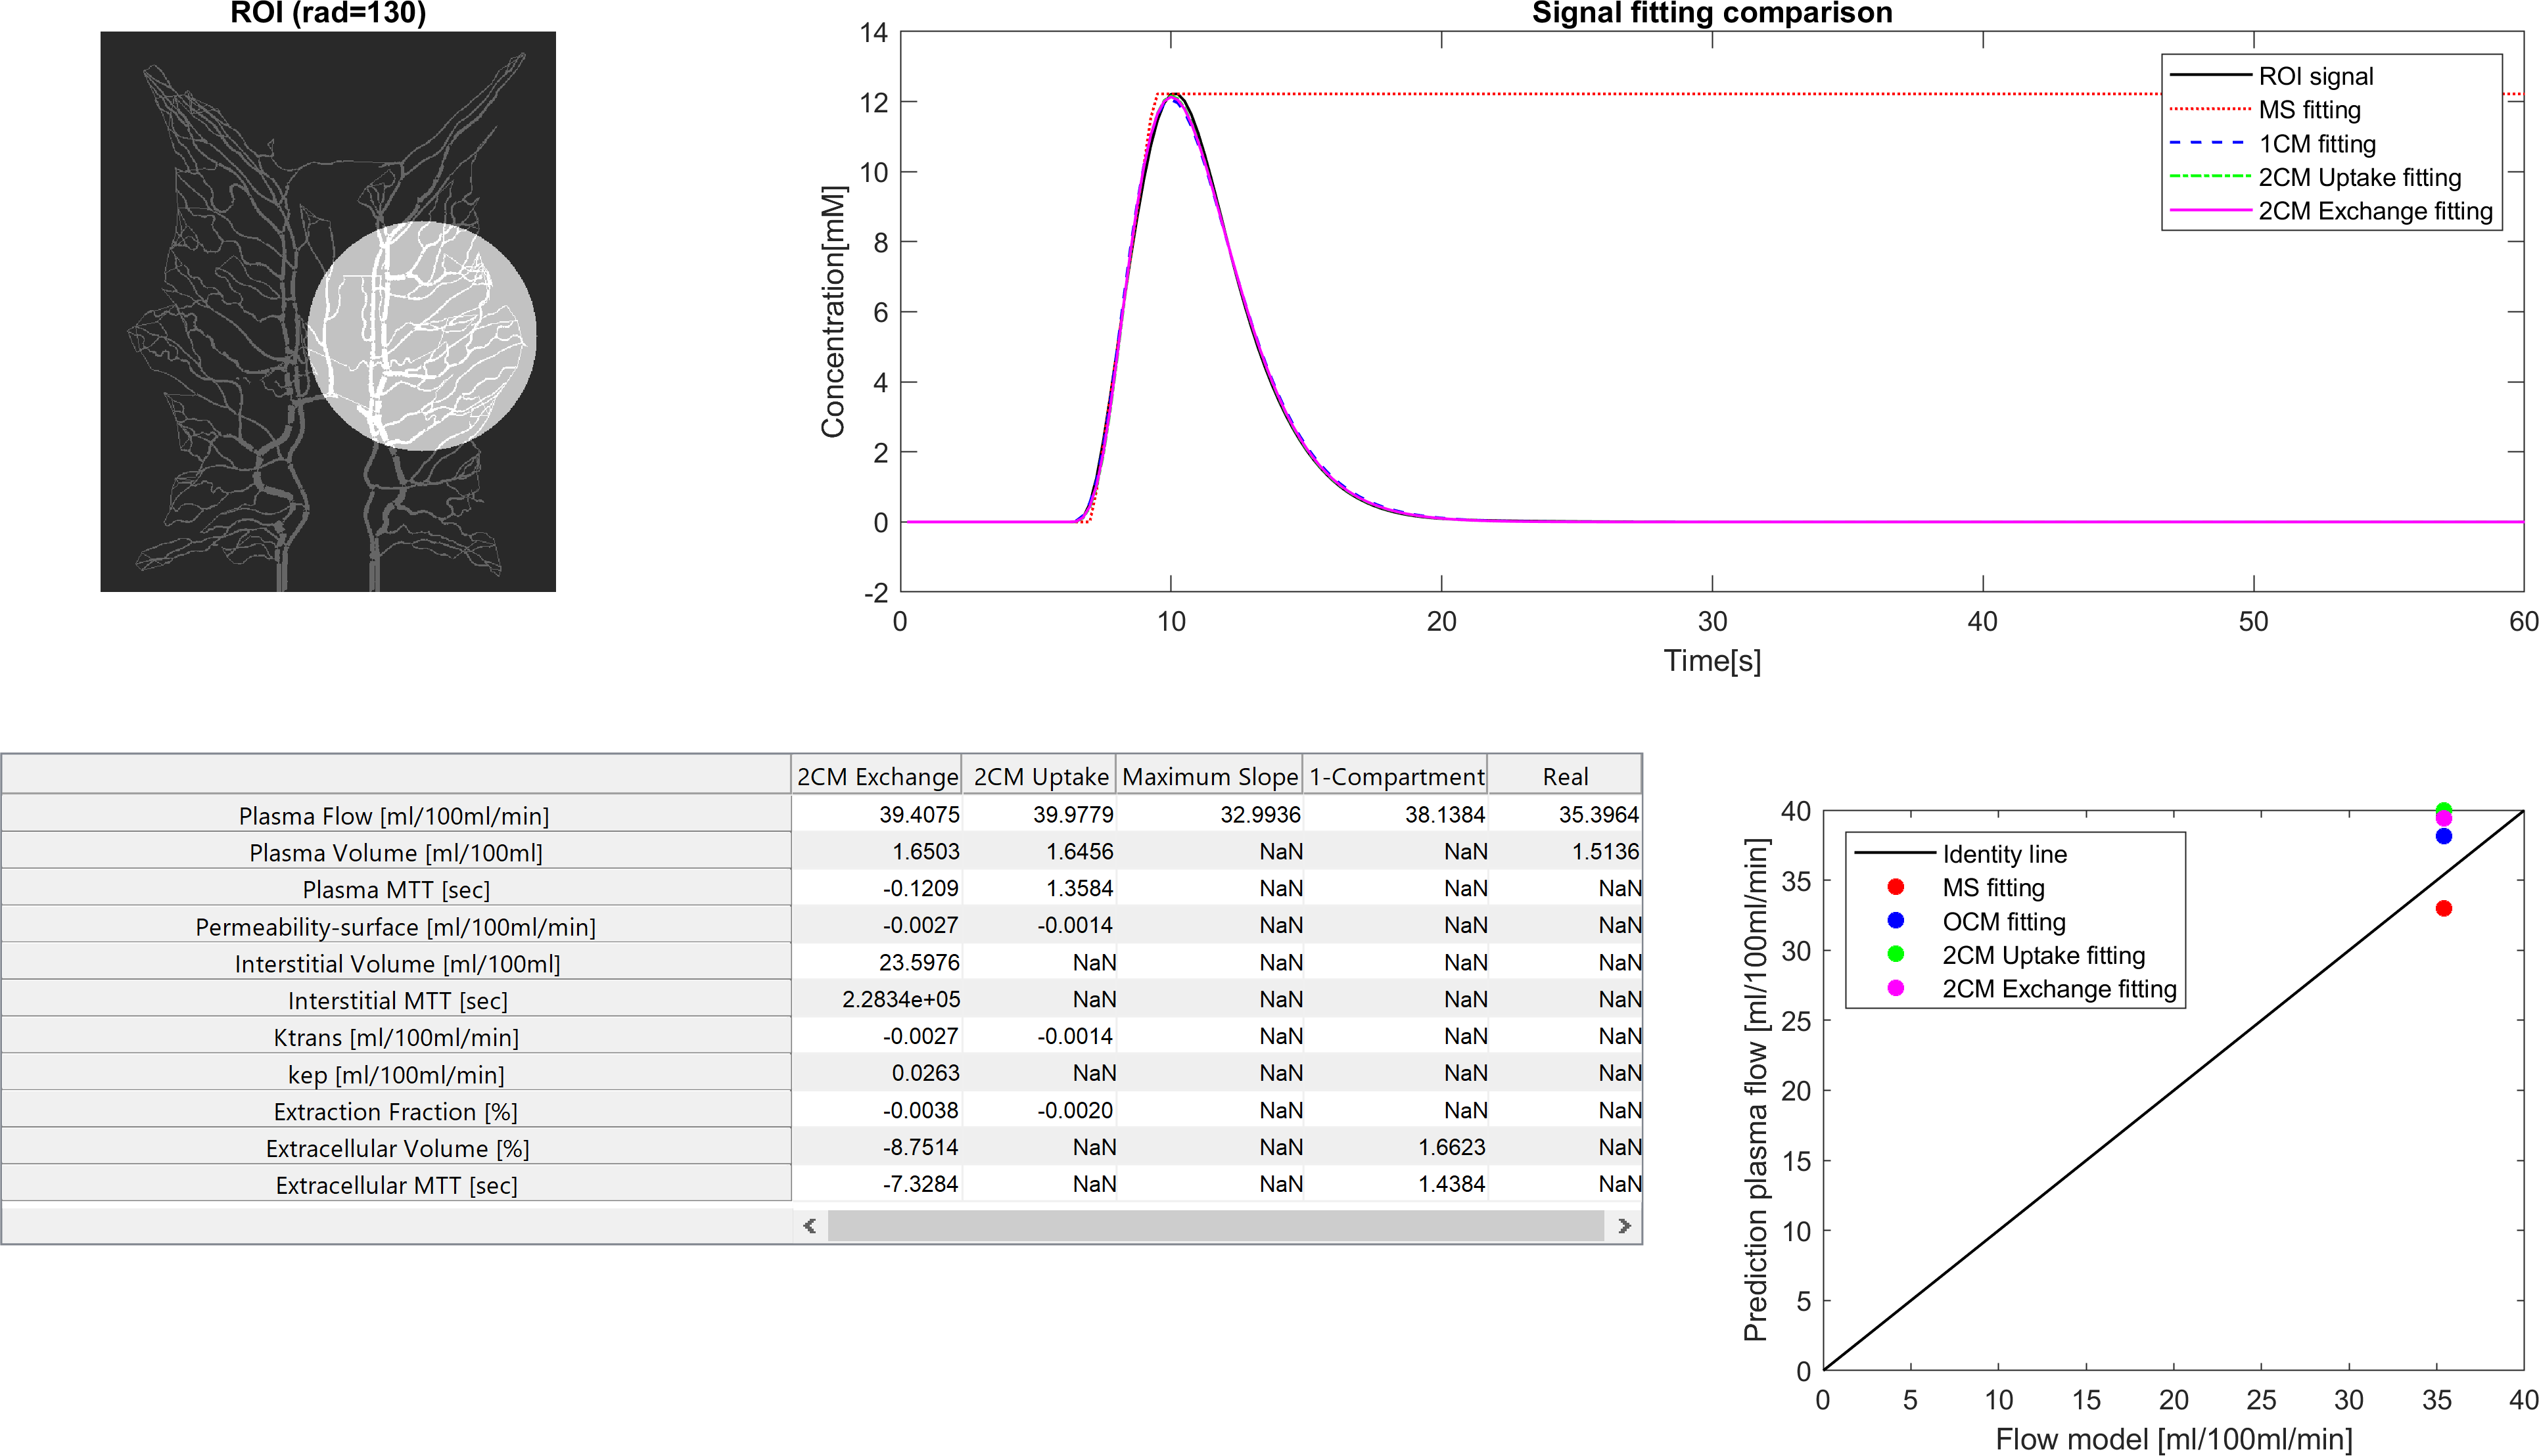 ROI (rad=130)
Signal fitting comparison
Concentration[mM]
14
12
10
8
6
4
2
0
-2
0 10 20 30 40 50 60
Time[s]
ROI signal
MS fitting
1CM fitting
2CM Uptake fitting
2CM Exchange fitting
2CM Exchange 2CM Uptake Maximum Slope 1-Compartment Real
Plasma Flow [ml/100ml/min] 39.4075 39.9779 32.9936 38.1384 35.3964
Plasma Volume [ml/100ml] 1.6503 1.6456 NaN NaN 1.5136
Plasma MTT [sec] -0.1209 1.3584 NaN NaN NaN
Permeability-surface [ml/100ml/min] -0.0027 -0.0014 NaN NaN NaN
Interstitial Volume [ml/100ml] 23.5976 NaN NaN NaN NaN
Interstitial MTT [sec] 2.2834e+05 NaN NaN NaN NaN
Ktrans [ml/100ml/min] -0.0027 -0.0014 NaN NaN NaN
kep [ml/100ml/min] 0.0263 NaN NaN NaN NaN
Extraction Fraction [%] -0.0038 -0.0020 NaN NaN NaN
Extracellular Volume [%] -8.7514 NaN NaN 1.6623 NaN
Extracellular MTT [sec] -7.3284 NaN NaN 1.4384 NaN
Prediction plasma flow [ml/100ml/min]
40
35
30
25
20
15
10
5
0
0 5 10 15 20 25 30 35 40
Flow model [ml/100ml/min]
Identity line
MS fitting
OCM fitting
2CM Uptake fitting
2CM Exchange fitting